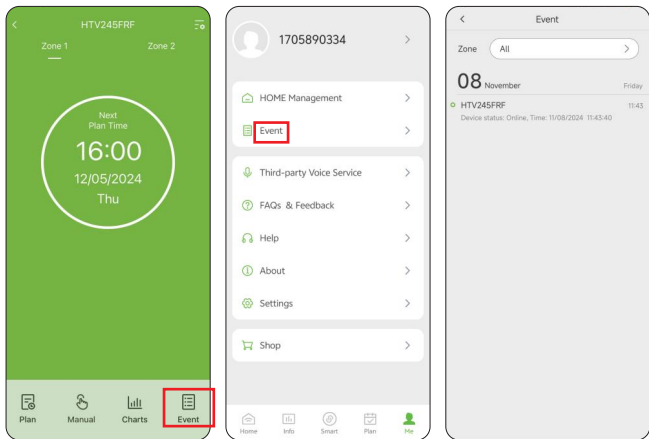 HTV245FRF
Zone 1
Zone 2
Next
Plan Time
16:00
12/05/2024
Thu
Plan
Manual
Charts
Event
1705890334
HOME Management
Event
Third-party Voice Service
FAQs & Feedback
Help
About
Settings
Shop
Home
Info
Smart
Plan
Me
Event
Zone
All
08 November
Friday
HTV245FRF
11:43
Device status: Online, Time: 11/08/2024 11:43:40